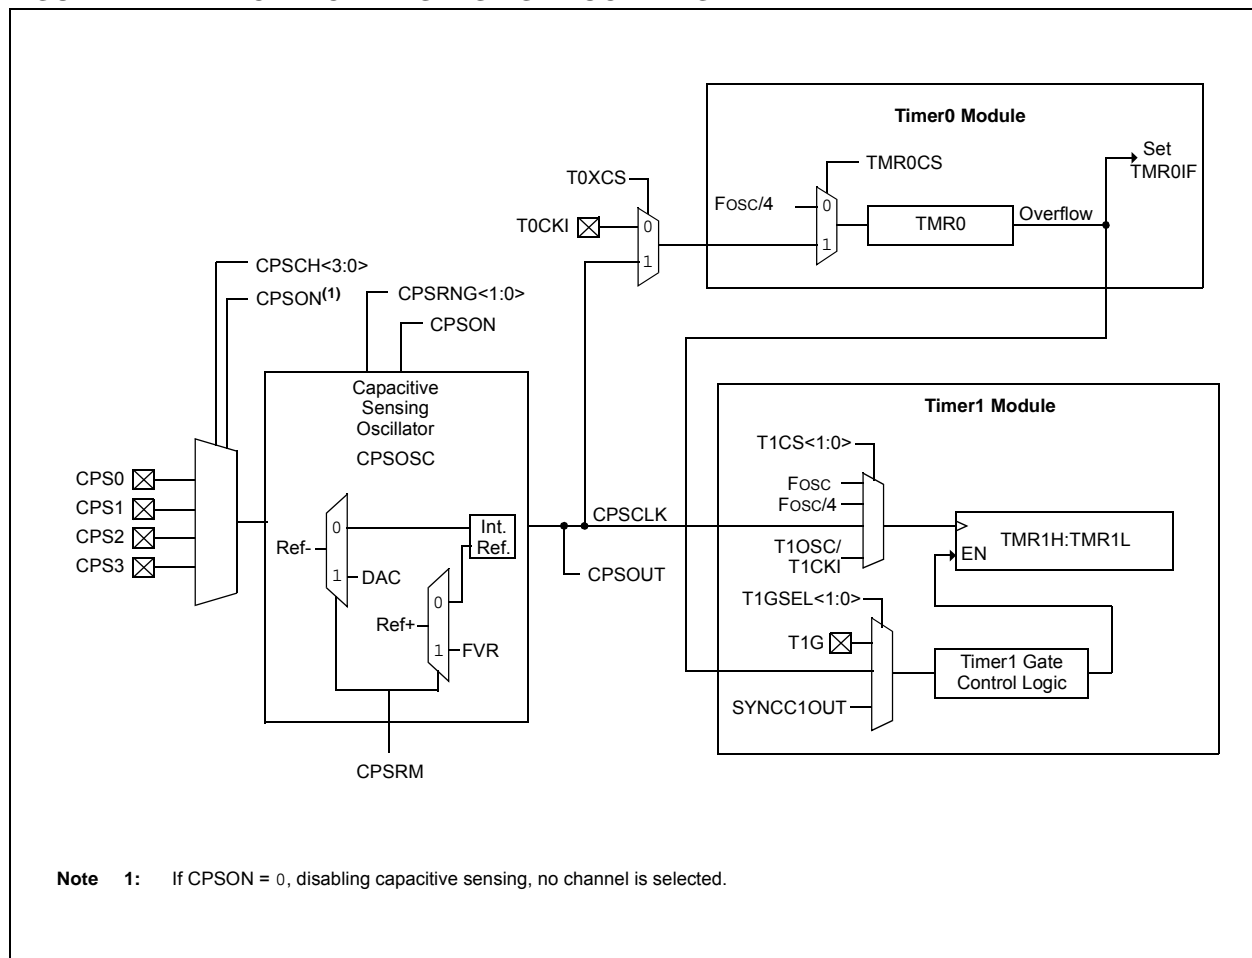 Timer0 Module
Set
TMR0IF
TMR0CS
T0XCS
FOSC/4
0
1
TMR0
Overflow
T0CKI
0
1
CPSCH<3:0>
CPSON(1)
CPSRNG<1:0>
CPSON
Capacitive
Sensing
Oscillator
CPSOSC
Timer1 Module
T1CS<1:0>
CPS0
CPS1
CPS2
CPS3
FOSC
FOSC/4
CPSCLK
0
Int.
Ref.
Ref-
1
DAC
T1OSC/
T1CKI
TMR1H:TMR1L
EN
CPSOUT
0
Ref+
1
FVR
T1GSEL<1:0>
T1G
Timer1 Gate
Control Logic
SYNCC1OUT
CPSRM
Note 1: If CPSON = 0, disabling capacitive sensing, no channel is selected.